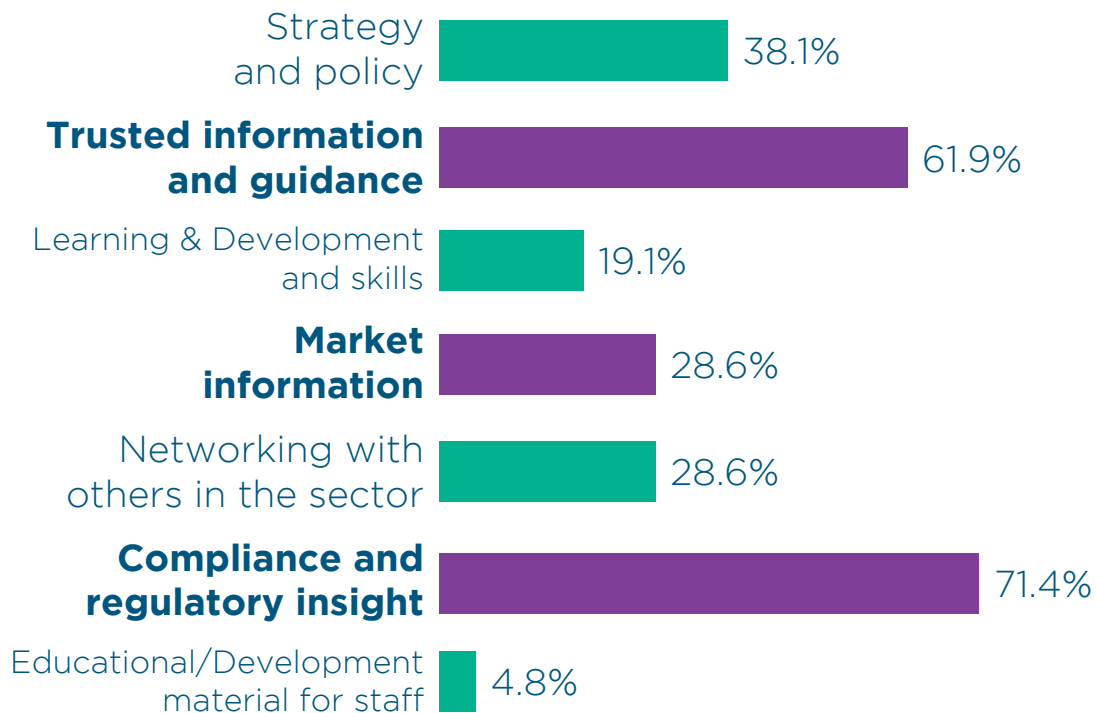 Strategy
and policy
38.1%
Trusted information
and guidance
61.9%
Learning & Development
and skills
19.1%
Market
information
28.6%
Networking with
others in the sector
28.6%
Compliance and
regulatory insight
71.4%
Educational/Development
material for staff
4.8%